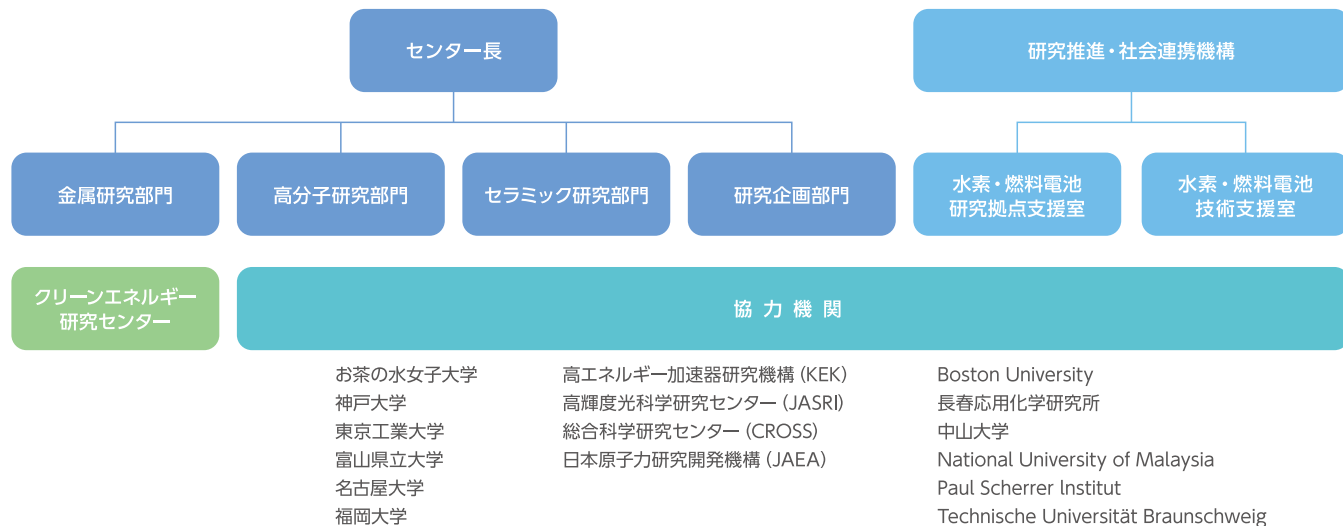 センター長
研究推進・社会連携機構
金属研究部門
高分子研究部門
セラミック研究部門
研究企画部門
水素・燃料電池
研究拠点支援室
水素・燃料電池
技術支援室
クリーンエネルギー
研究センター
協力機関
お茶の水女子大学
神戸大学
東京工業大学
富山県立大学
名古屋大学
福岡大学
高エネルギー加速器研究機構 (KEK)
高輝度光科学研究センター (JASRI)
総合科学研究センター (CROSS)
日本原子力研究開発機構 (JAEA)
Boston University
長春応用化学研究所
中山大学
National University of Malaysia
Paul Scherrer Institut
Technische Universität Braunschweig